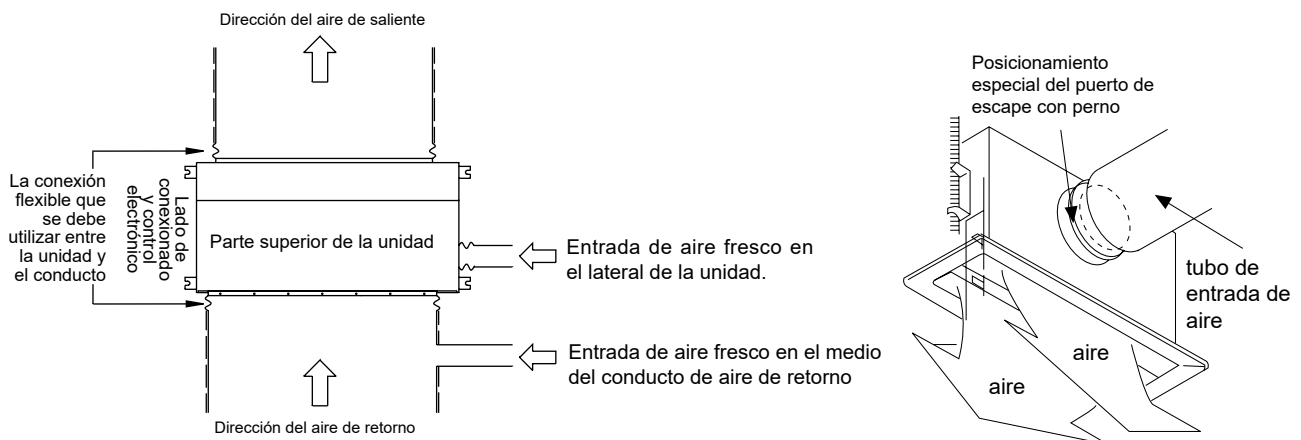 Dirección del aire de saliente
La conexión
flexible que
se debe
utilizar entre
la unidad y
el conducto
Lado de
conexionado
y control
electrónico
Parte superior de la unidad
Entrada de aire fresco en
el lateral de la unidad.
Entrada de aire fresco en el medio
del conducto de aire de retorno
Dirección del aire de retorno
Posicionamiento
especial del puerto de
escape con perno
tubo de
entrada de
aire
aire
aire